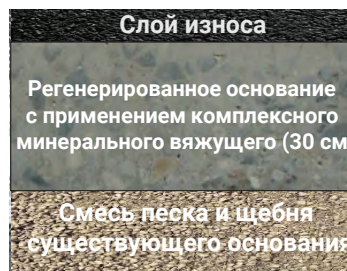 Слой износа
Регенерированное основание
с применением комплексного
минерального вяжущего (30 см
Смесь песка и щебня
существующего основания